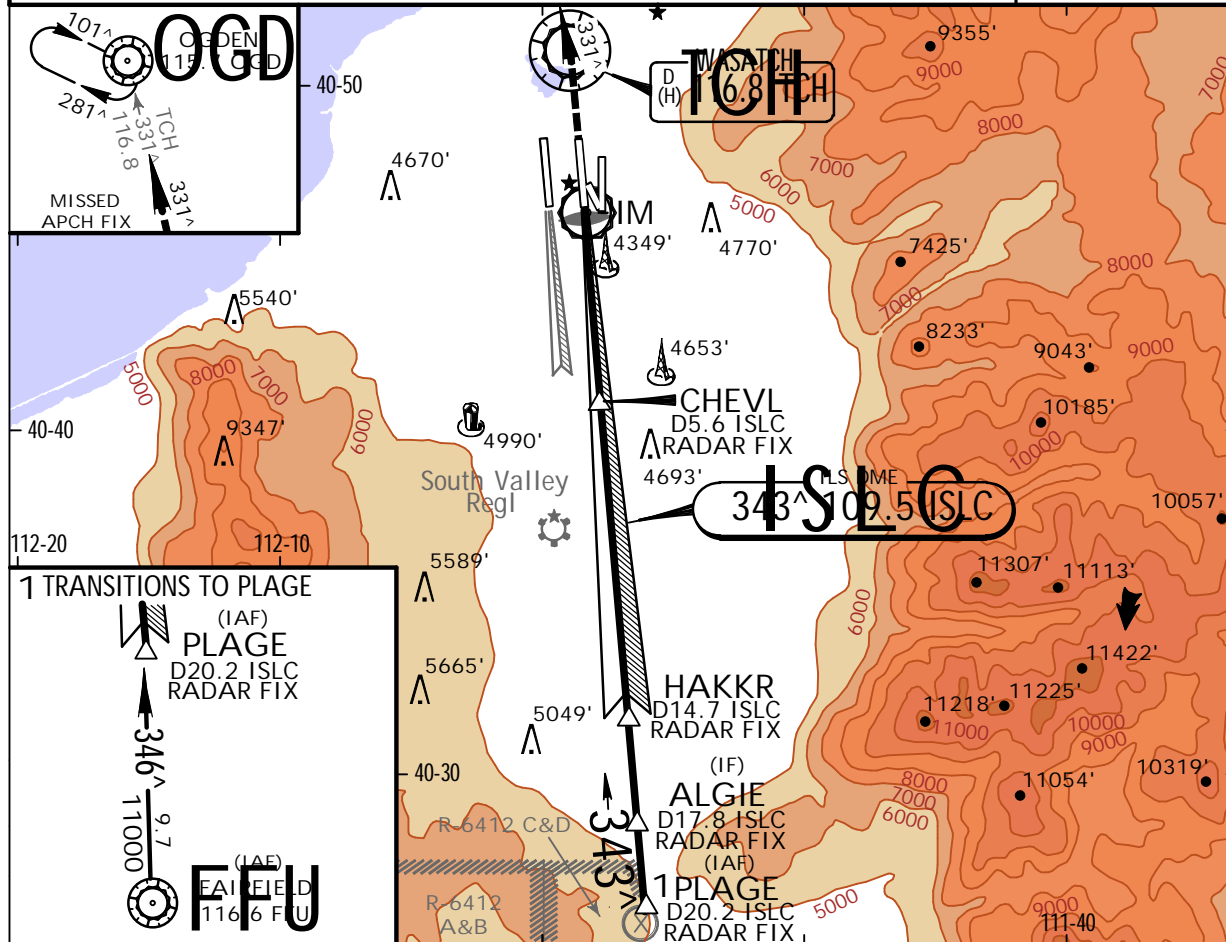 101^
OGDEN
115.7 OGD
OGD
281^
TCH
116.8
331^
331^
MISSED
APCH FIX
40-50
331^
WASATCH
D
(H)
116.8 TCH
TCH
9355'
9000
8000
7000
7000
6000
5000
4670'
IM
4349'
4770'
7425'
7000
8000
5540'
5000
8000
7000
6000
9347'
40-40
4653'
8233'
9043'
9000
10185'
10000
CHEVL
D5.6 ISLC
RADAR FIX
4990'
4693'
South Valley
Regl
ILS DME
343^ 109.5 ISLC
ISLC
10057'
112-20
112-10
5589'
11307'
11113'
6000
1 TRANSITIONS TO PLAGE
(IAF)
PLAGE
D20.2 ISLC
RADAR FIX
346^
9.7
11000
(IAF)
FAIRFIELD
116.6 FFU
FFU
5665'
5049'
HAKKR
D14.7 ISLC
RADAR FIX
11422'
11225'
11218'
11000
10000
9000
40-30
(IF)
ALGIE
D17.8 ISLC
RADAR FIX
8000
7000
6000
11054'
10319'
343^
R-6412 C&D
(IAF)
1 PLAGE
D20.2 ISLC
RADAR FIX
R-6412
A&B
5000
9000
111-40